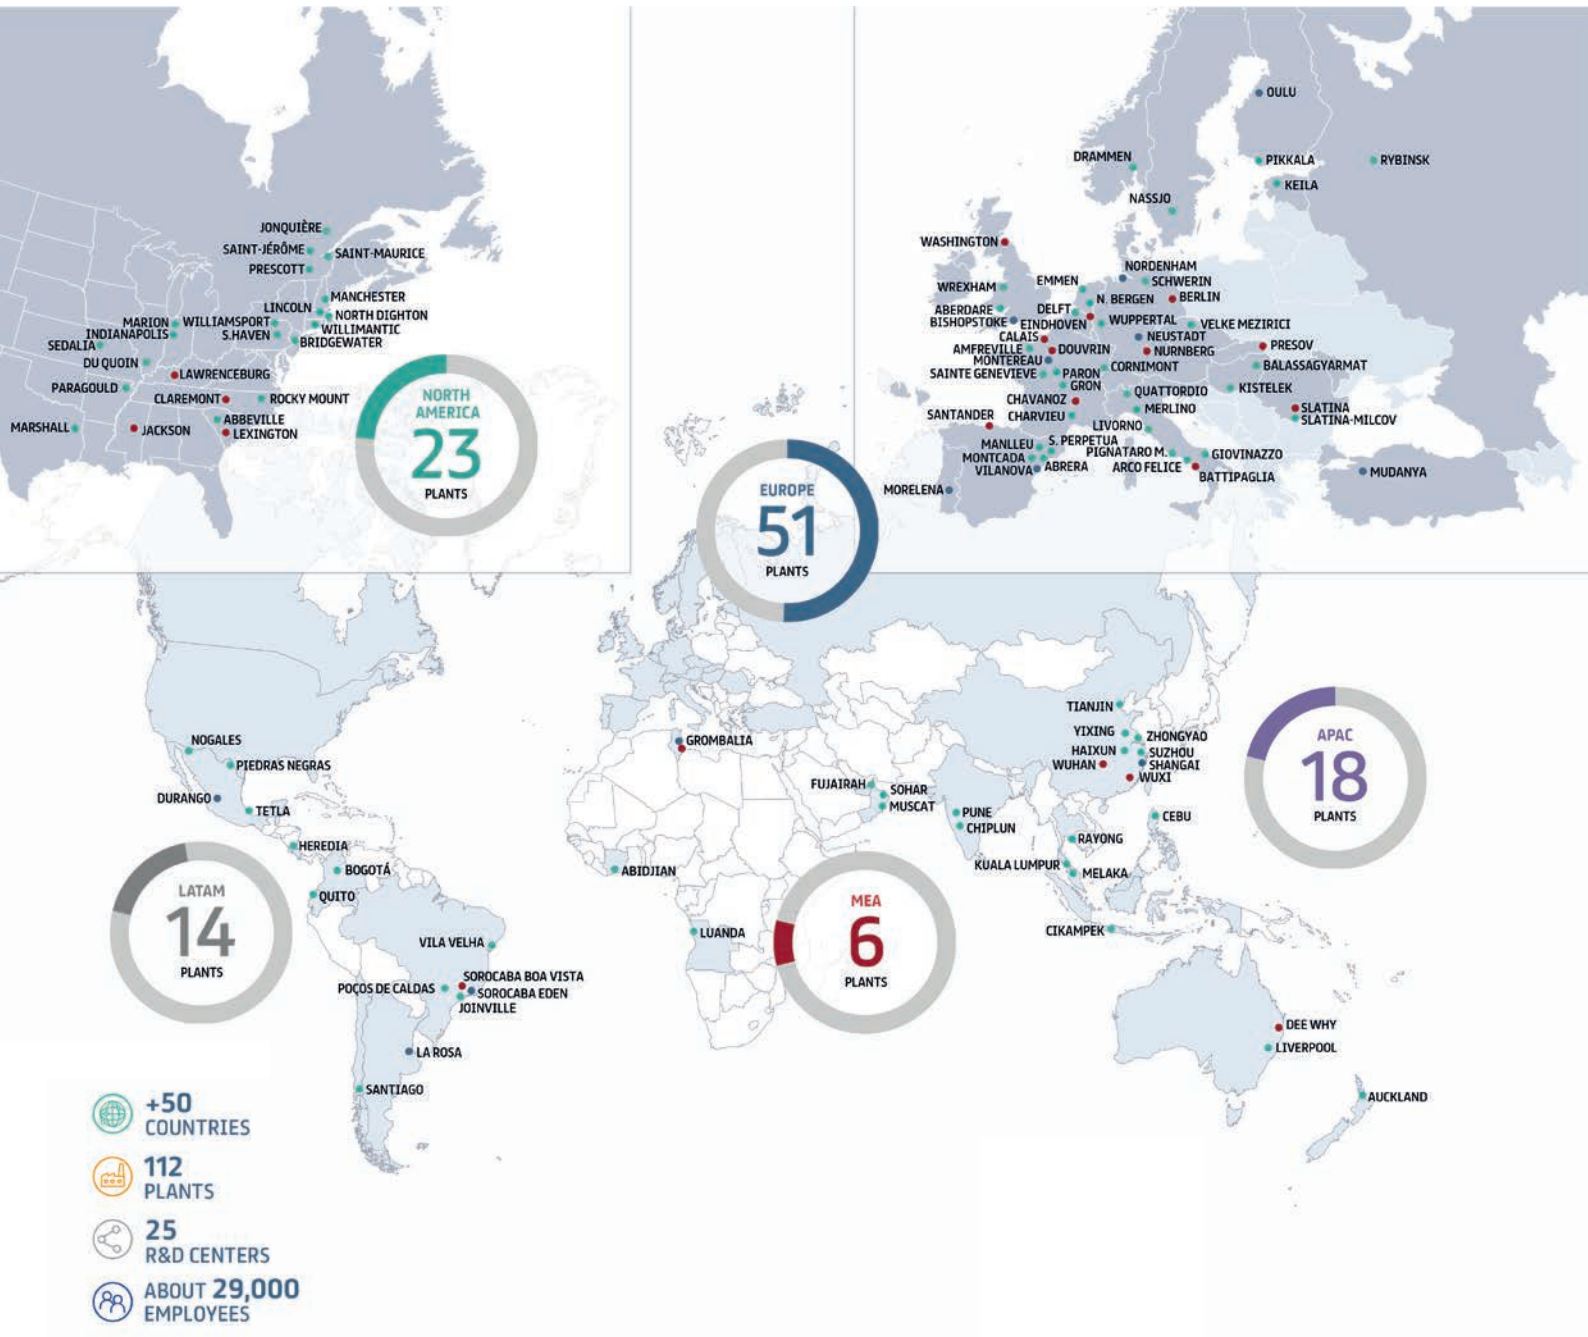 JONQUIÈRE
SAINT-JÉRÔME
SAINT-MAURICE
PRESCOTT
MANCHESTER
LINCOLN
NORTH DIGHTON
MARION
WILLIAMSPORT
WILLIMANTIC
INDIANAPOLIS
S.HAVEN
BRIDGEWATER
SEDALIA
DU QUOIN
LAWRENCEBURG
PARAGOULD
CLAREMONT
ROCKY MOUNT
ABBEVILLE
MARSHALL
JACKSON
LEXINGTON
NORTH
AMERICA
23
PLANTS
OULU
DRAMMEN
PIKKALA
RYBINSK
KEILA
NASSJO
WASHINGTON
NORDENHAM
WREXHAM
EMMEN
SCHWERIN
N. BERGEN
BERLIN
ABERDARE
DELFT
BISHOPSTOKE
EINDHOVEN
WUPPERTAL
VELKE MEZIRICI
CALAIS
NEUSTADT
AMFREVILLE
DOUVRIN
NURNBERG
PRESOV
MONTEREAU
CORNIMONT
BALASSAGYARMAT
SAINTE GENEVIEVE
PARON
GRON
QUATTORDIO
KISTELEK
CHAVANOZ
MERLINO
SLATINA
SANTANDER
CHARVIEU
SLATINA-MILCOV
LIVORNO
MANLLEU
S. PERPETUA
PIGNATARO M.
GIOVINAZZO
MONTCADA
ARCO FELICE
VILANOVA
ABRERA
BATTIPAGLIA
MUDANYA
MORELENA
EUROPE
51
PLANTS
NOGALES
PIEDRAS NEGRAS
DURANGO
TETLA
HEREDIA
BOGOTÁ
QUITO
LATAM
14
PLANTS
VILA VELHA
SOROCABA BOA VISTA
POÇOS DE CALDAS
SOROCABA EDEN
JOINVILLE
LA ROSA
SANTIAGO
GROMBALIA
FUJAIRAH
SOHAR
MUSCAT
ABIDJIAN
LUANDA
MEA
6
PLANTS
TIANJIN
YIXING
ZHONGYAO
HAIXUN
SUZHOU
WUHAN
SHANGAI
WUXI
PUNE
CHIPLUN
CEBU
RAYONG
KUALA LUMPUR
MELAKA
CIKAMPEK
APAC
18
PLANTS
DEE WHY
LIVERPOOL
AUCKLAND
+50
COUNTRIES
112
PLANTS
25
R&D CENTERS
ABOUT 29,000
EMPLOYEES